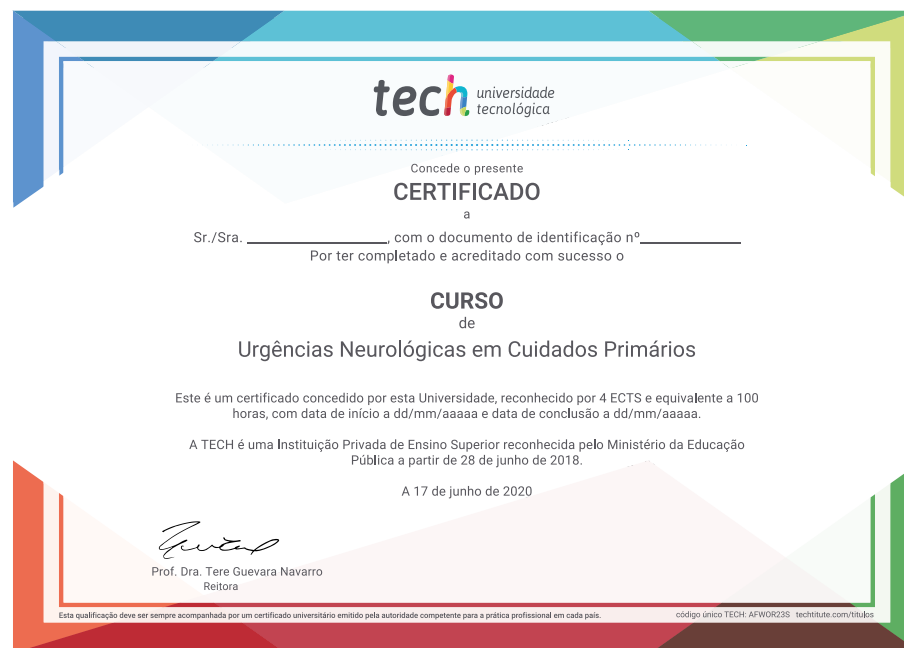 tech universidade
tecnológica
Concede o presente
CERTIFICADO
a
Sr./Sra. ____________________, com o documento de identificação nº______________
Por ter completado e acreditado com sucesso o
CURSO
de
Urgências Neurológicas em Cuidados Primários
Este é um certificado concedido por esta Universidade, reconhecido por 4 ECTS e equivalente a 100
horas, com data de início a dd/mm/aaaaa e data de conclusão a dd/mm/aaaaa.
A TECH é uma Instituição Privada de Ensino Superior reconhecida pelo Ministério da Educação
Pública a partir de 28 de junho de 2018.
A 17 de junho de 2020
Prof. Dra. Tere Guevara Navarro
Reitora
Esta qualificação deve ser sempre acompanhada por um certificado universitário emitido pela autoridade competente para a prática profissional em cada país. código único TECH: AFWOR23S techtitute.com/titulos